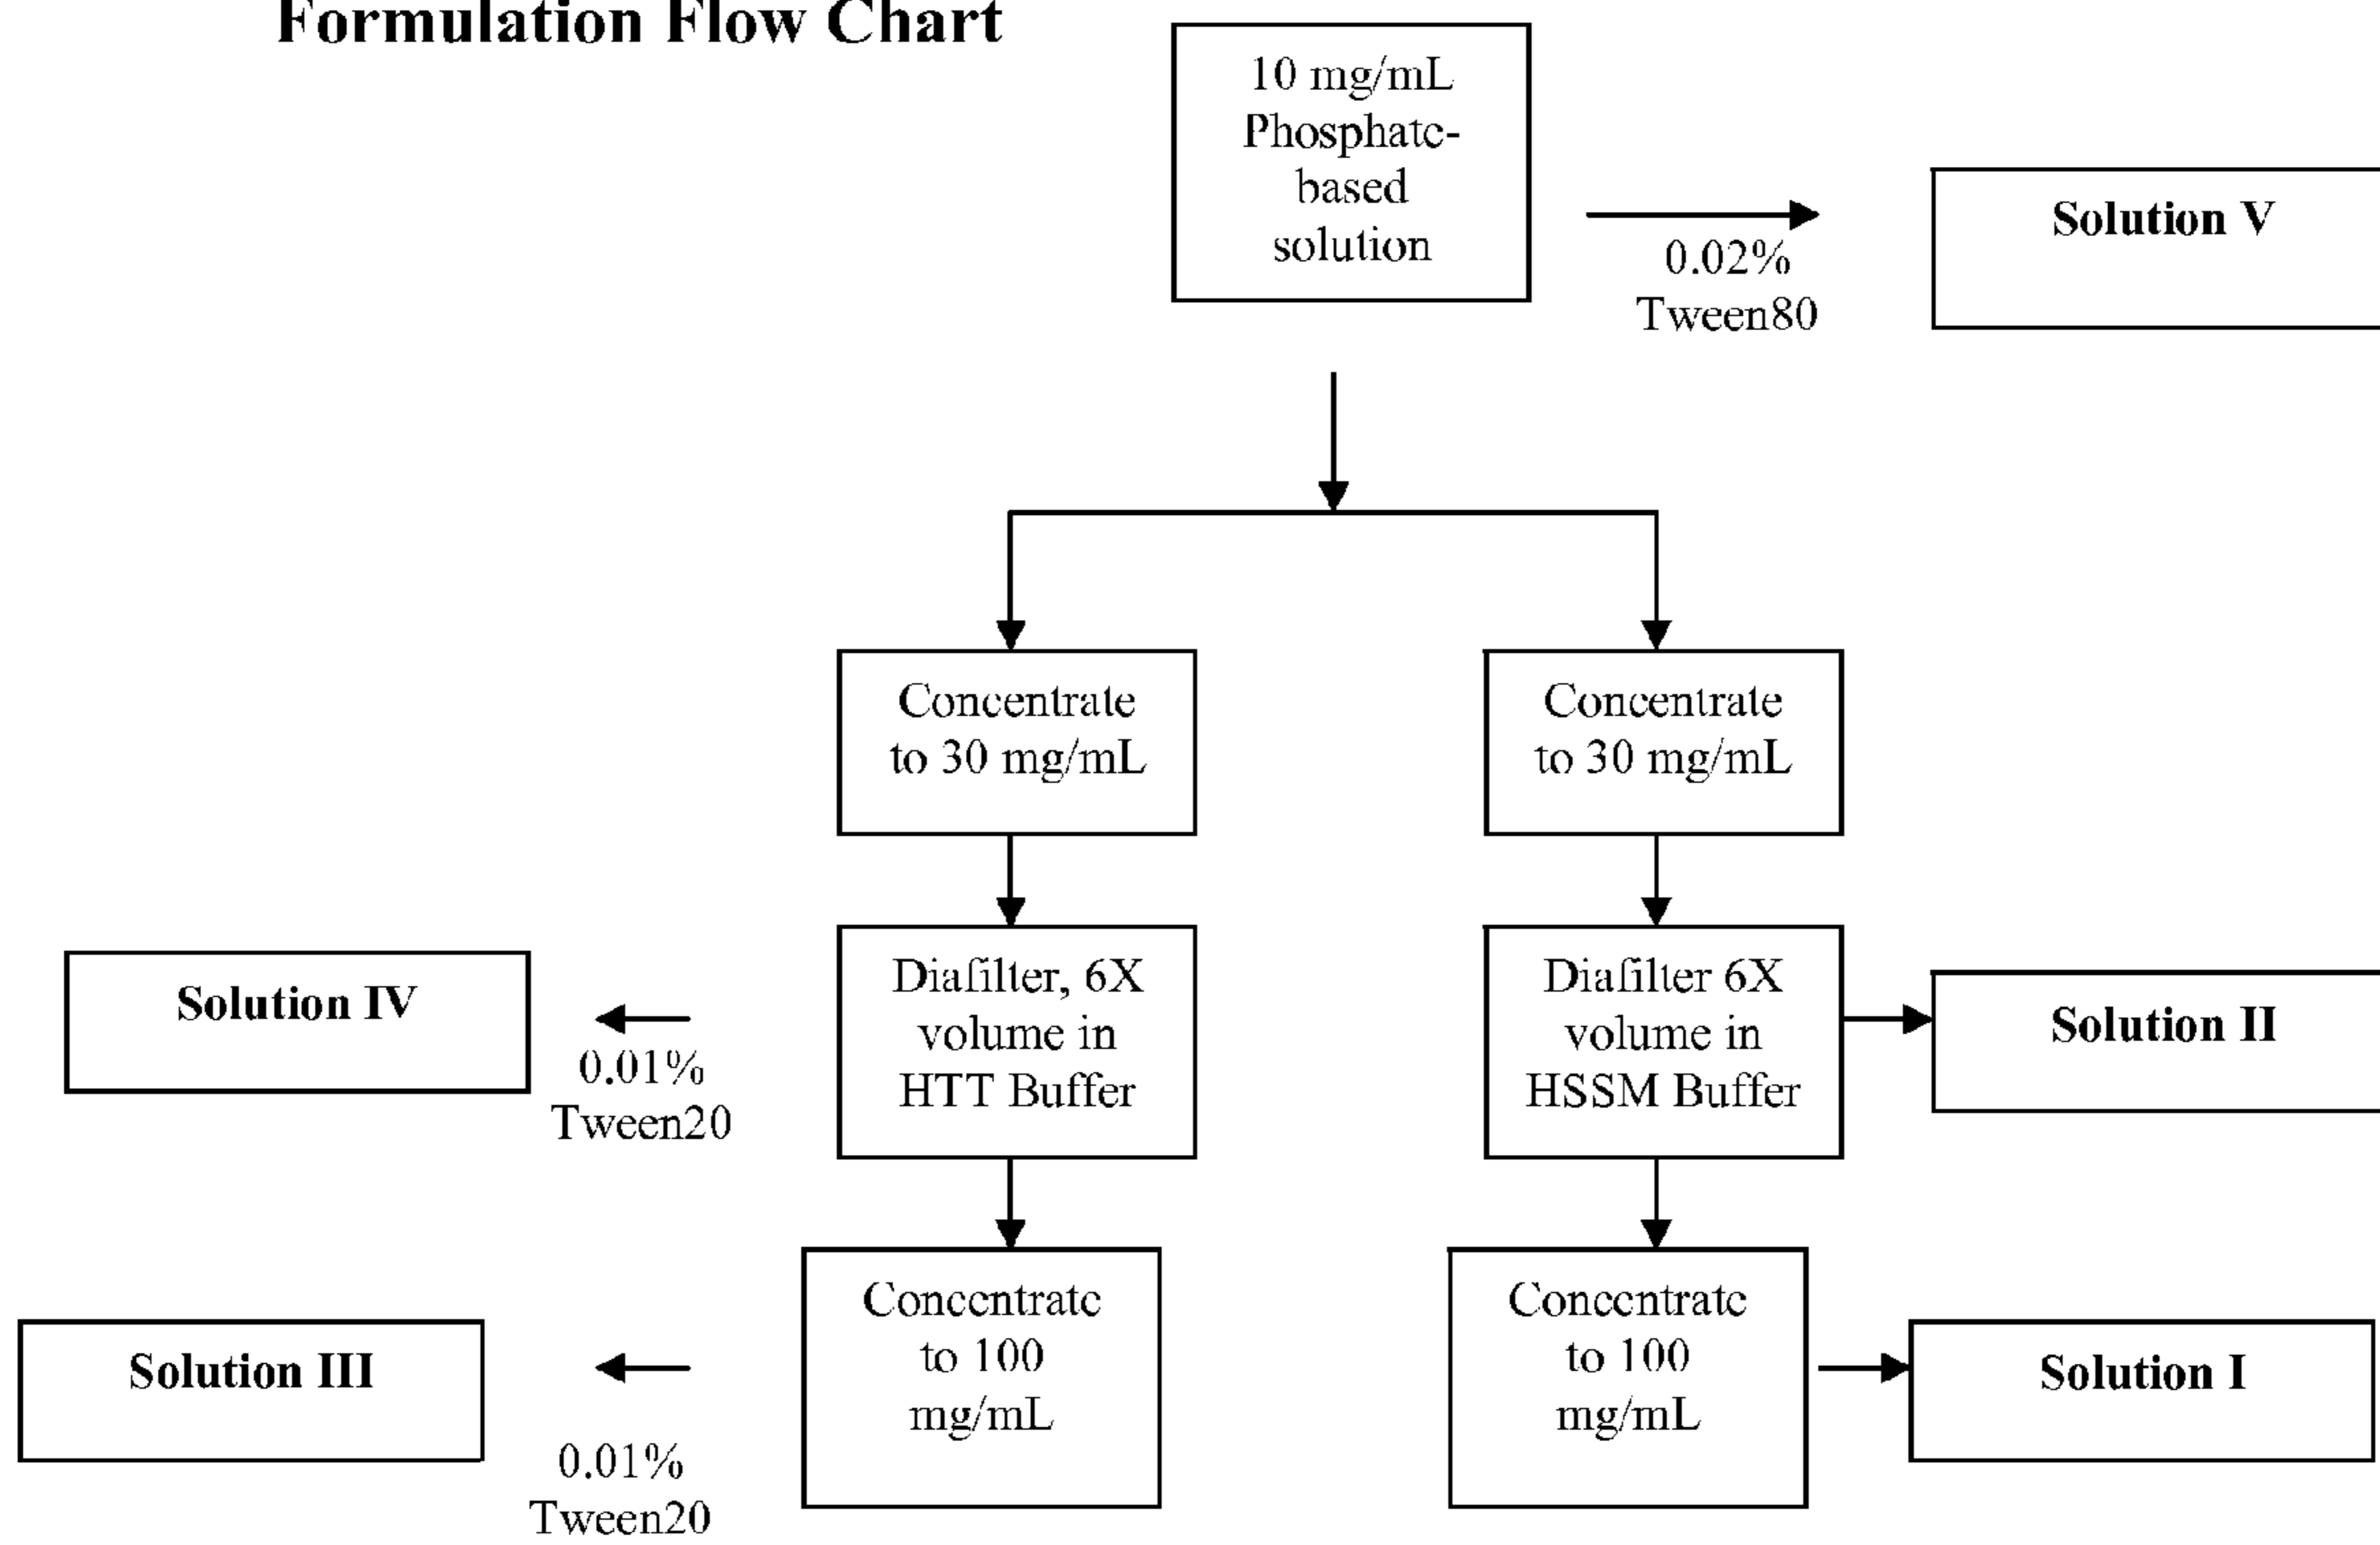 Formulation Flow Chart
10 mg/mL
Phosphate-
based
solution
0.02%
Tween80
Solution V
Concentrate
to 30 mg/mL
Concentrate
to 30 mg/mL
Solution IV
0.01%
Tween20
Diafilter, 6X
volume in
HTT Buffer
Diafilter 6X
volume in
HSSM Buffer
Solution II
Solution III
0.01%
Tween20
Concentrate
to 100
mg/mL
Concentrate
to 100
mg/mL
Solution I